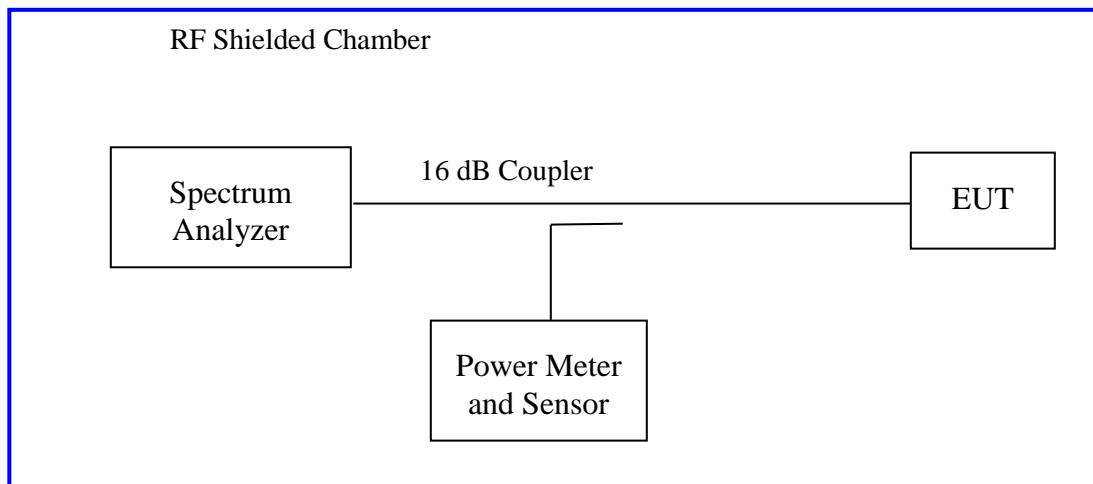 RF Shielded Chamber
16 dB Coupler
Spectrum
Analyzer
EUT
Power Meter
and Sensor